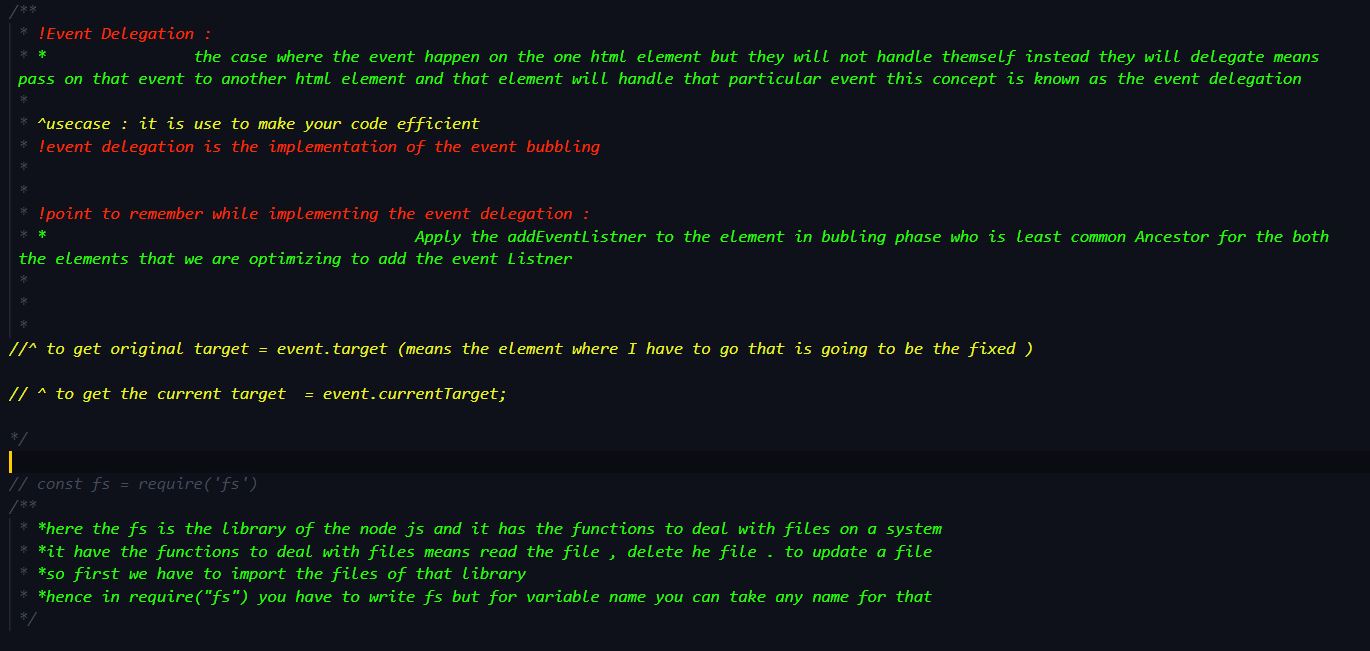 /**
* !Event Delegation :
* * the case where the event happen on the one html element but they will not handle themself instead they will delegate means
pass on that event to another html element and that element will handle that particular event this concept is known as the event delegation
*
* ^usecase : it is use to make your code efficient
* !event delegation is the implementation of the event bubbling
*
*
* !point to remember while implementing the event delegation :
* * Apply the addEventListner to the element in bubling phase who is least common Ancestor for the both
the elements that we are optimizing to add the event Listner
*
*
*
//^ to get original target = event.target (means the element where I have to go that is going to be the fixed )
// ^ to get the current target  = event.currentTarget;
*/
// const fs = require('fs')
/**
* *here the fs is the library of the node js and it has the functions to deal with files on a system
* *it have the functions to deal with files means read the file , delete he file . to update a file
* *so first we have to import the files of that library
* *hence in require("fs") you have to write fs but for variable name you can take any name for that
*/